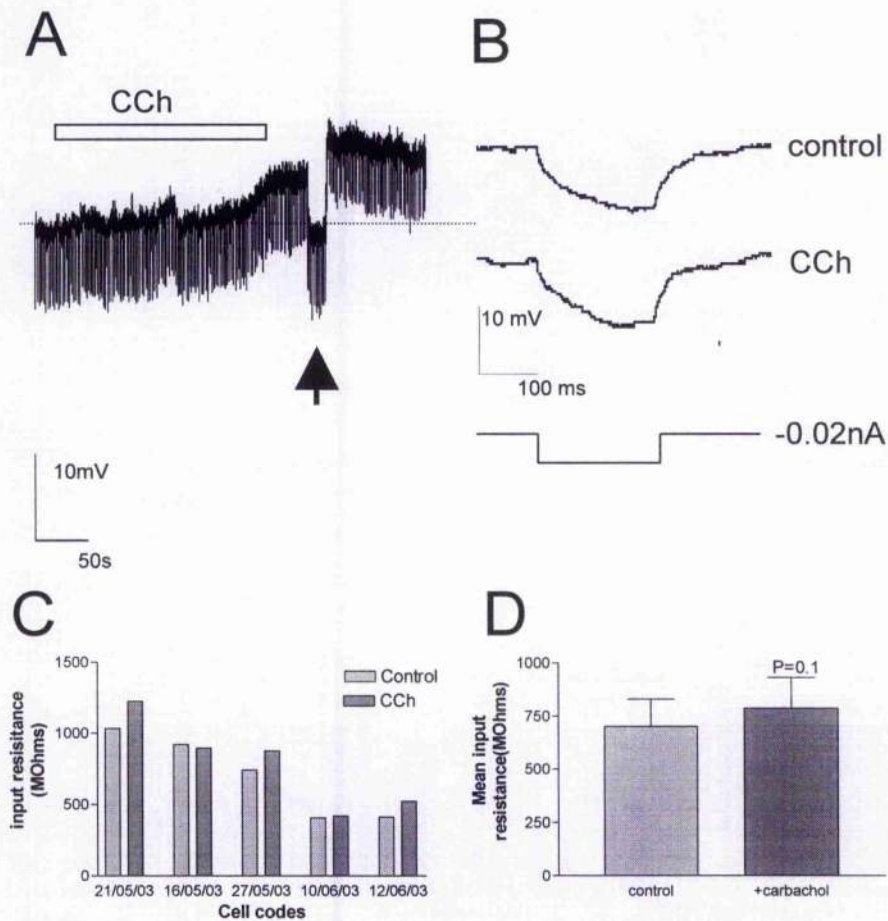 A
CCh
10mV
50s
B
control
CCh
10 mV
100 ms
-0.02nA
C
input resisitance
(MOhms)
1500
1000
500
0
Control
CCh
21/05/03 16/05/03 27/05/03 10/06/03 12/06/03
Cell codes
D
Mean input
resistance(MOhms)
1000
750
500
250
0
P=0.1
control +carbachol